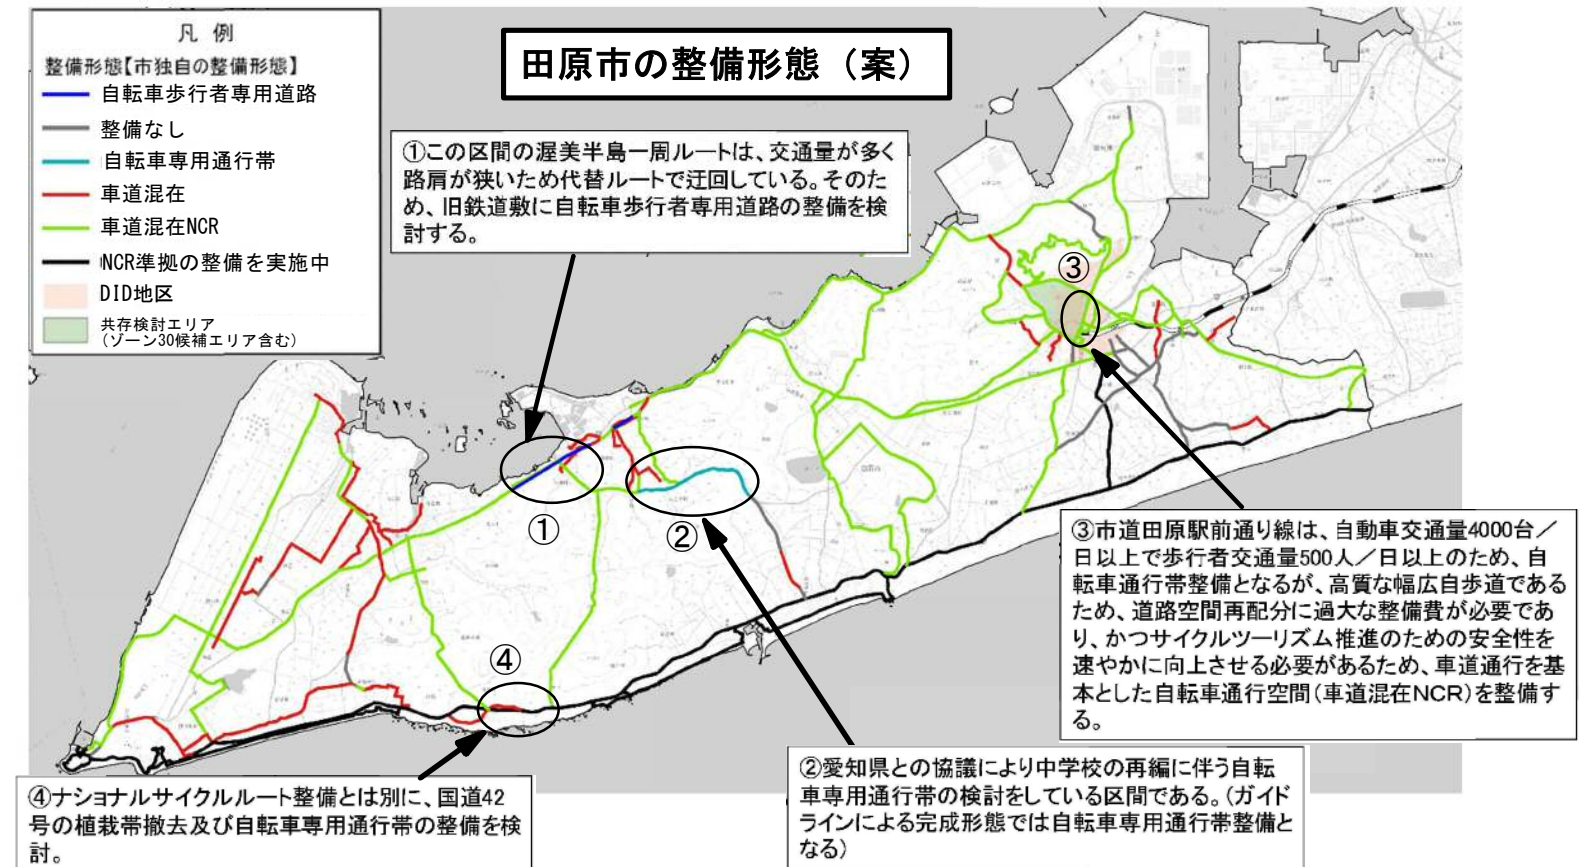 田原市の整備形態（案）
凡 例
整備形態【市独自の整備形態】
自転車歩行者専用道路
整備なし
自転車専用通行帯
車道混在
車道混在NCR
NCR準拠の整備を実施中
DID地区
共存検討エリア
（ゾーン30候補エリア含む）
①この区間の渥美半島一周ルートは、交通量が多く
路肩が狭いため代替ルートで迂回している。そのた
め、旧鉄道敷に自転車歩行者専用道路の整備を検
討する。
③
①
②
④
③市道田原駅前通り線は、自動車交通量4000台／
日以上で歩行者交通量500人／日以上のため、自
転車通行帯整備となるが、高質な幅広自歩道である
ため、道路空間再配分に過大な整備費が必要であ
り、かつサイクルツーリズム推進のための安全性を
速やかに向上させる必要があるため、車道通行を基
本とした自転車通行空間（車道混在NCR）を整備す
る。
②愛知県との協議により中学校の再編に伴う自転
車専用通行帯の検討をしている区間である。（ガイド
ラインによる完成形態では自転車専用通行帯整備と
なる）
④ナショナルサイクルルート整備とは別に、国道42
号の植栽帯撤去及び自転車専用通行帯の整備を検
討。